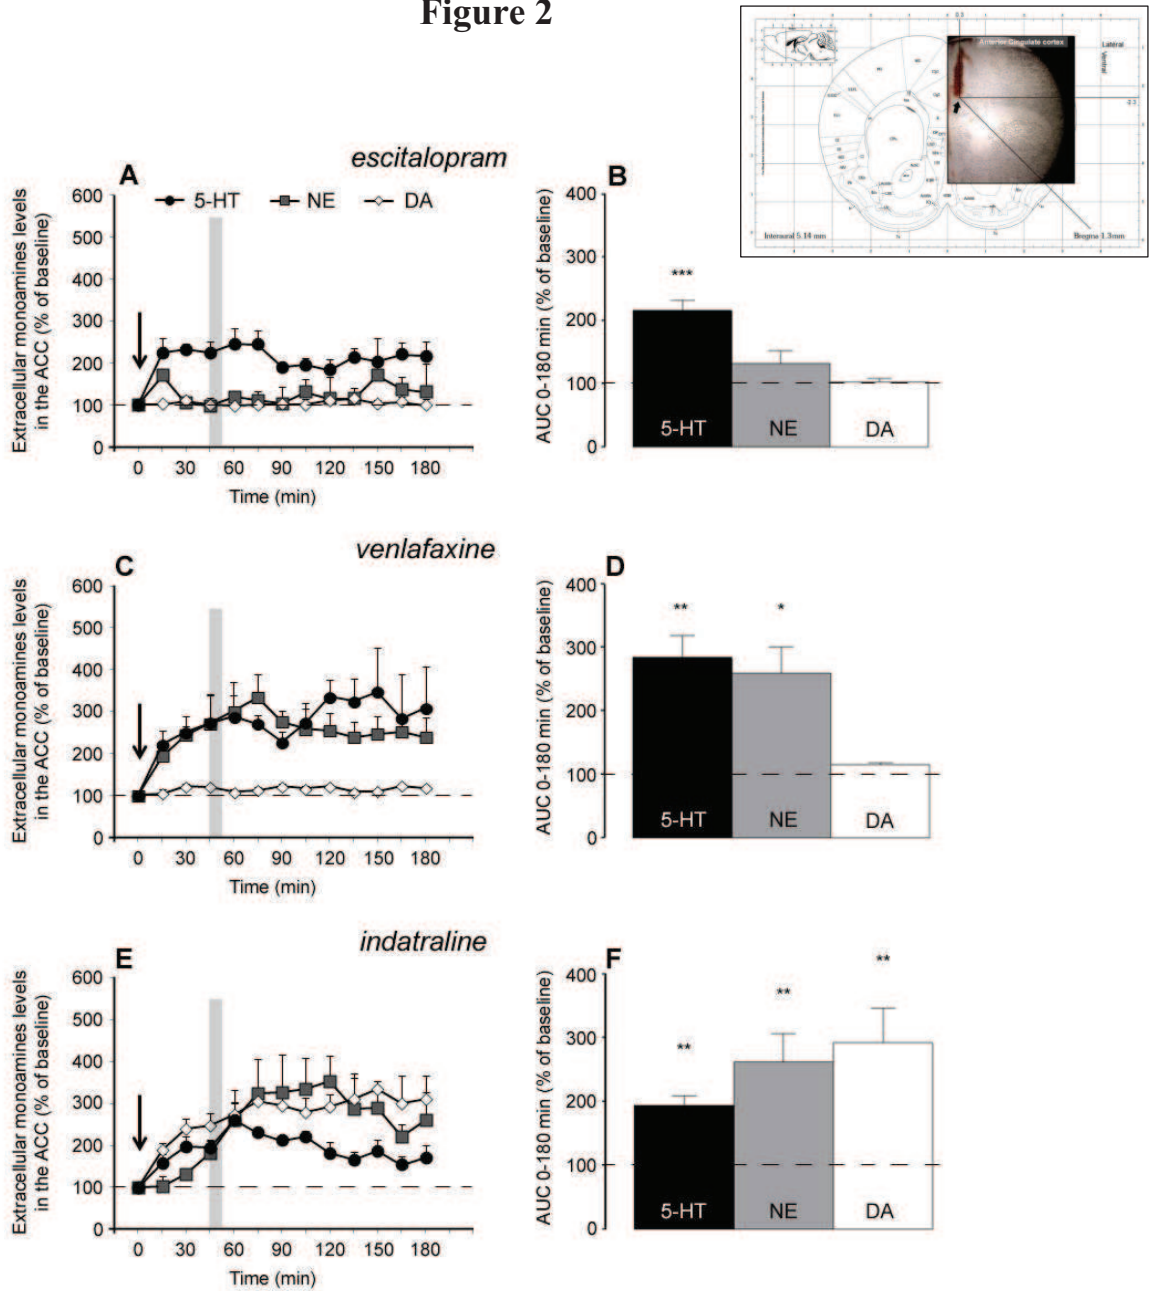 Figure 2
0.3
Anterior Cingulate cortex
Lateral
Ventral
-2.3
Interaural 5.14 mm
Bregma 1.3mm
escitalopram
A
5-HT NE DA
Extracellular monoamines levels
in the ACC (% of baseline)
600
500
400
300
200
100
0
0 30 60 90 120 150 180
Time (min)
B
AUC 0-180 min (% of baseline)
400
300
200
100
0
***
5-HT NE DA
venlafaxine
C
Extracellular monoamines levels
in the ACC (% of baseline)
600
500
400
300
200
100
0
0 30 60 90 120 150 180
Time (min)
D
AUC 0-180 min (% of baseline)
400
300
200
100
0
** *
5-HT NE DA
indatraline
E
Extracellular monoamines levels
in the ACC (% of baseline)
600
500
400
300
200
100
0
0 30 60 90 120 150 180
Time (min)
F
AUC 0-180 min (% of baseline)
400
300
200
100
0
** ** **
5-HT NE DA